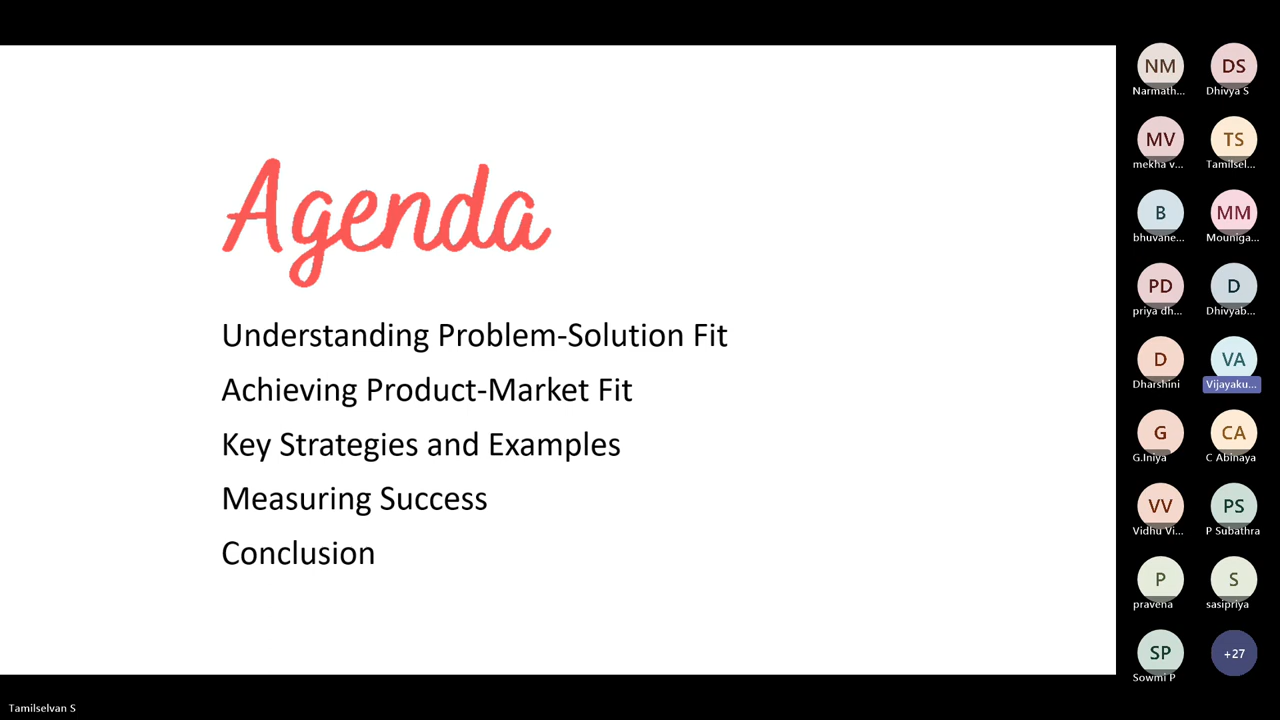 Agenda
Understanding Problem-Solution Fit
Achieving Product-Market Fit
Key Strategies and Examples
Measuring Success
Conclusion
NM DS
Narmath... Dhivya S
MV TS
mekha v... Tamilsel...
B MM
bhuvane... Mouniga...
PD D
priya dh... Dhivyab...
D VA
Dharshini Vijayaku...
G CA
G.Iniya C Abinaya
VV PS
Vidhu Vi... P Subathra
P S
pravena sasipriya
SP +27
Sowmi P
Tamilselvan S